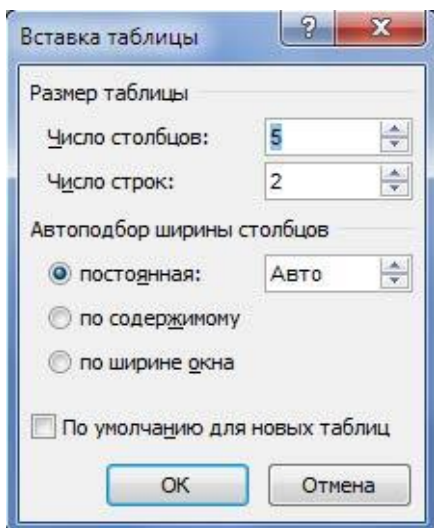 Вставка таблицы ? X
Размер таблицы
Число столбцов: 5
Число строк: 2
Автоподбор ширины столбцов
постоянная: Авто
по содержимому
по ширине окна
По умолчанию для новых таблиц
ОК Отмена